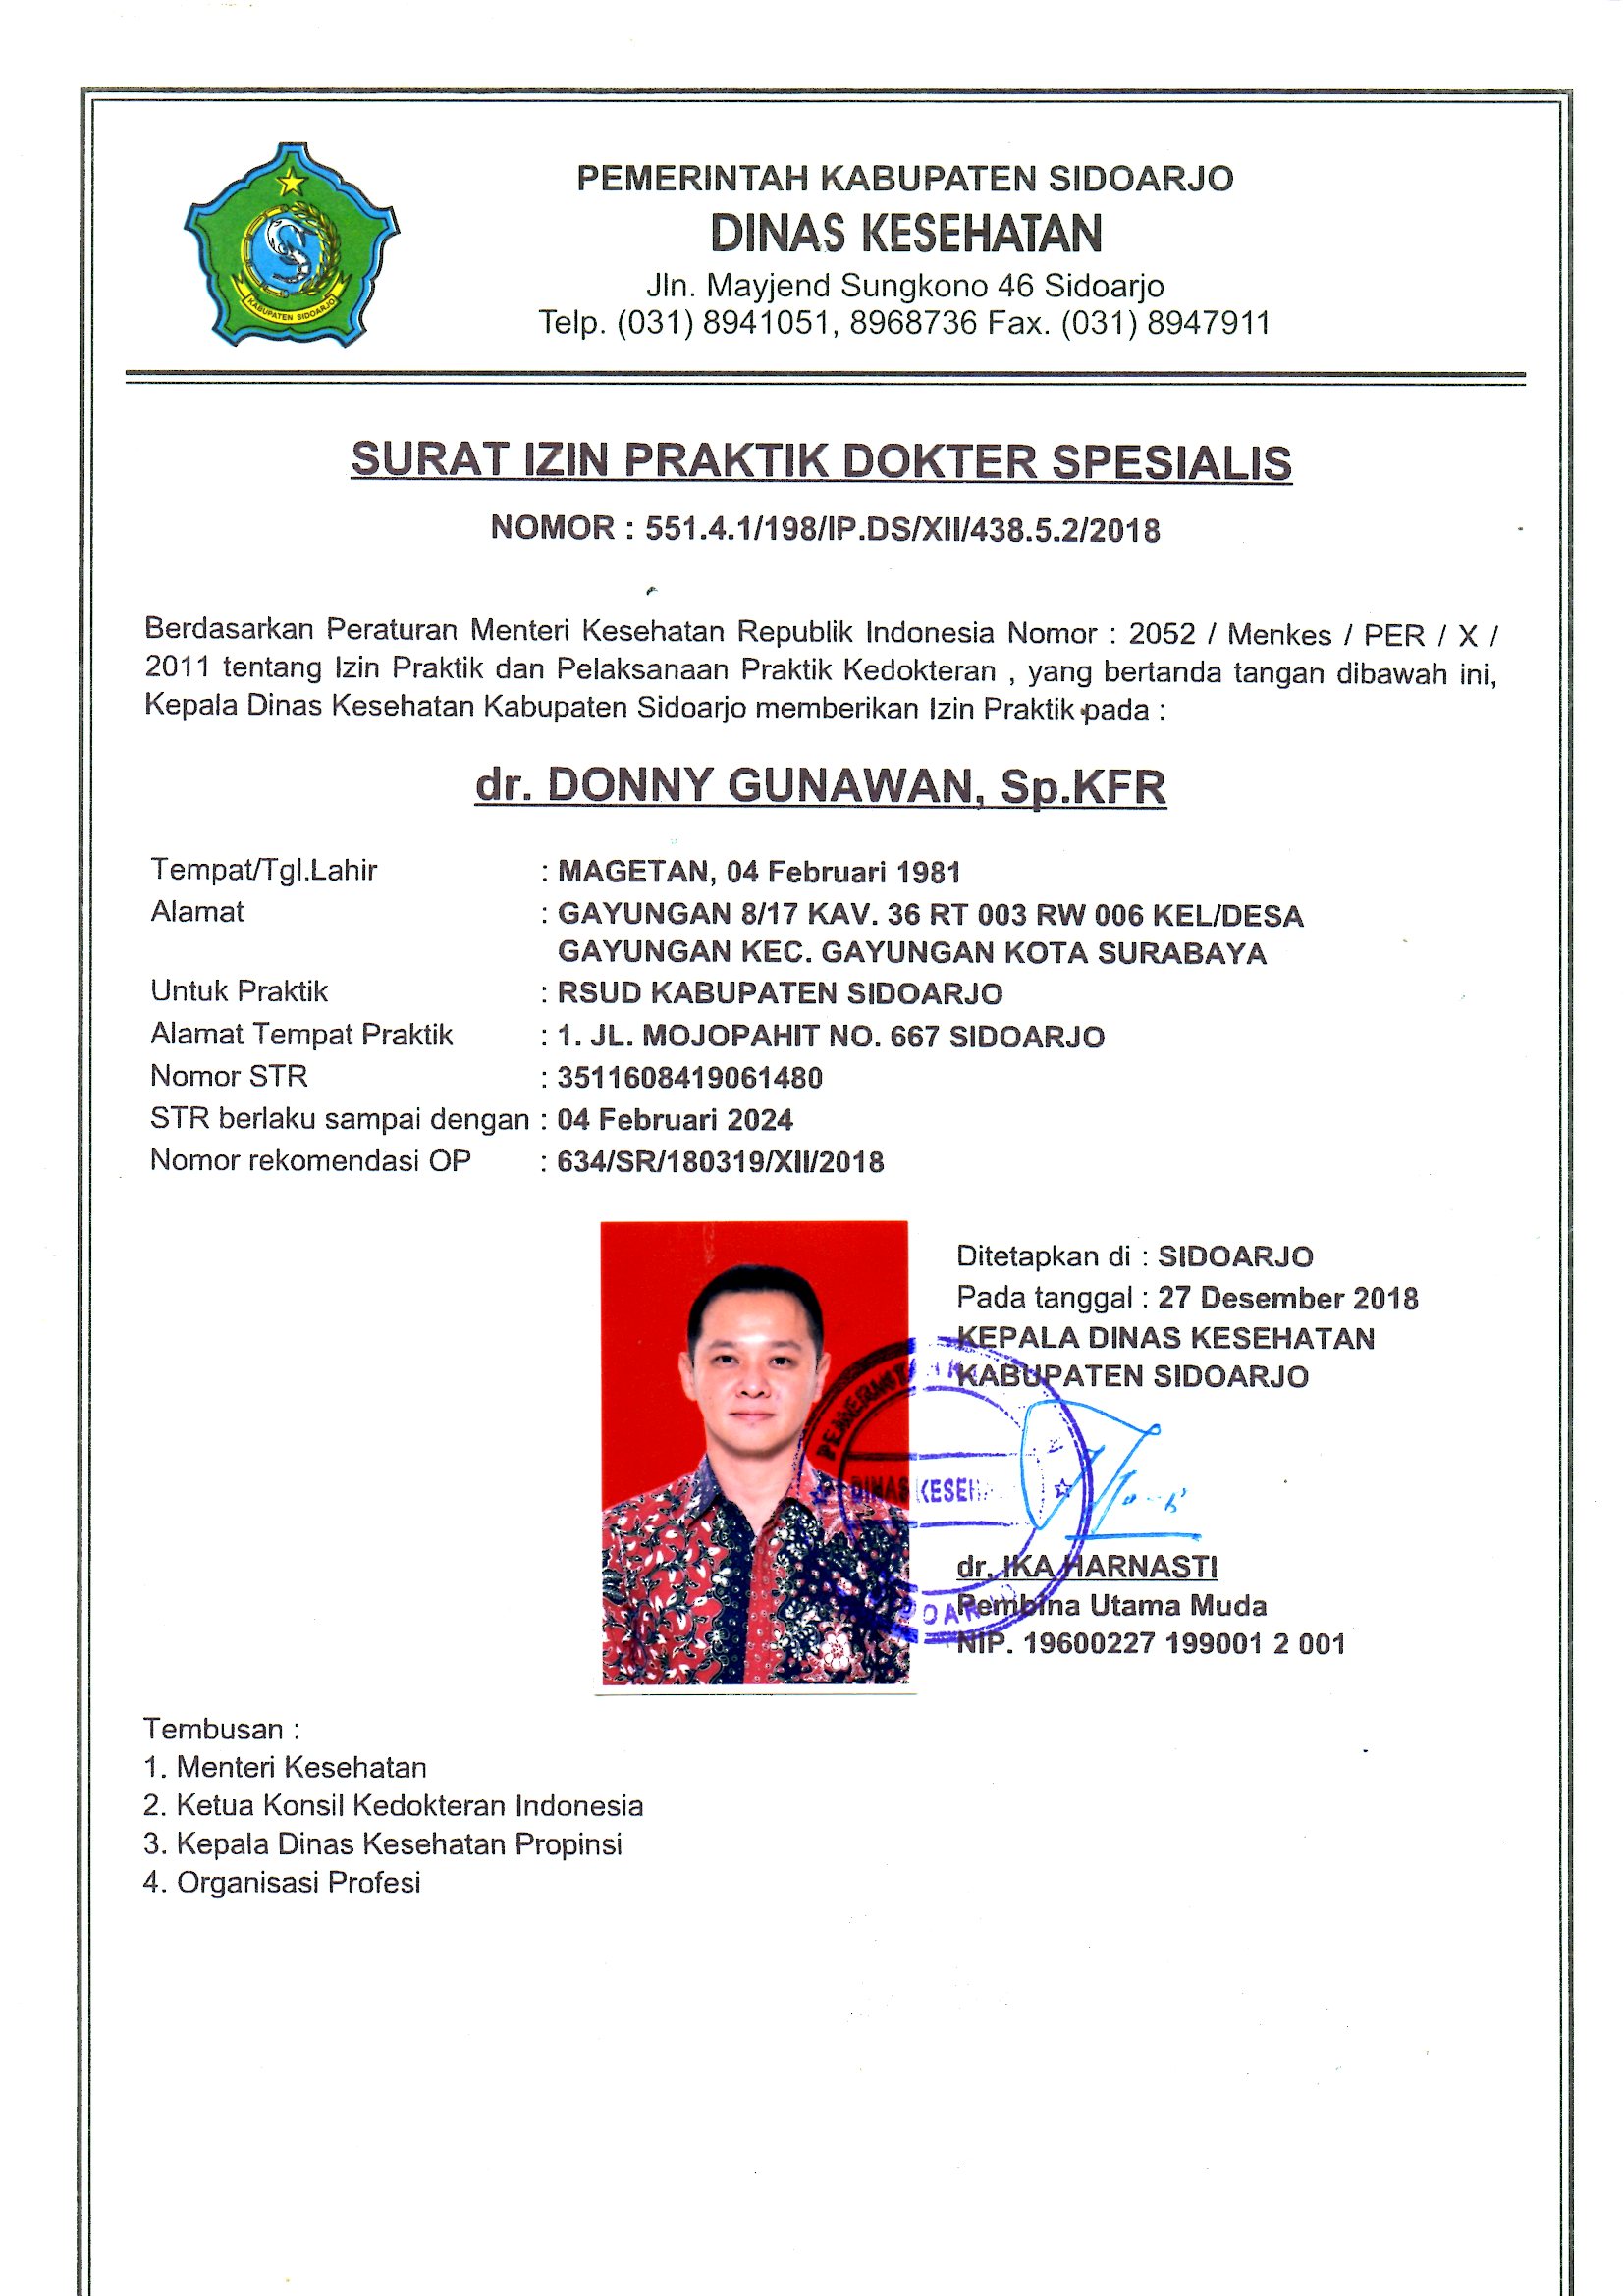 KABUPATEN SIDOARJO
PEMERINTAH KABUPATEN SIDOARJO
DINAS KESEHATAN
Jln. Mayjend Sungkono 46 Sidoarjo
Telp. (031) 8941051, 8968736 Fax. (031) 8947911
SURAT IZIN PRAKTIK DOKTER SPESIALIS
NOMOR : 551.4.1/198/IP.DS/XII/438.5.2/2018
Berdasarkan Peraturan Menteri Kesehatan Republik Indonesia Nomor : 2052 / Menkes / PER / X /
2011 tentang Izin Praktik dan Pelaksanaan Praktik Kedokteran , yang bertanda tangan dibawah ini,
Kepala Dinas Kesehatan Kabupaten Sidoarjo memberikan Izin Praktik pada :
dr. DONNY GUNAWAN, Sp.KFR
Tempat/Tgl.Lahir : MAGETAN, 04 Februari 1981
Alamat : GAYUNGAN 8/17 KAV. 36 RT 003 RW 006 KEL/DESA
GAYUNGAN KEC. GAYUNGAN KOTA SURABAYA
Untuk Praktik : RSUD KABUPATEN SIDOARJO
Alamat Tempat Praktik : 1. JL. MOJOPAHIT NO. 667 SIDOARJO
Nomor STR : 3511608419061480
STR berlaku sampai dengan : 04 Februari 2024
Nomor rekomendasi OP : 634/SR/180319/XII/2018
Ditetapkan di : SIDOARJO
Pada tanggal : 27 Desember 2018
KEPALA DINAS KESEHATAN
KABUPATEN SIDOARJO
DINAS
dr. IKA HARNASTI
Pembina Utama Muda
NIP. 19600227 199001 2 001
Tembusan :
1. Menteri Kesehatan
2. Ketua Konsil Kedokteran Indonesia
3. Kepala Dinas Kesehatan Propinsi
4. Organisasi Profesi